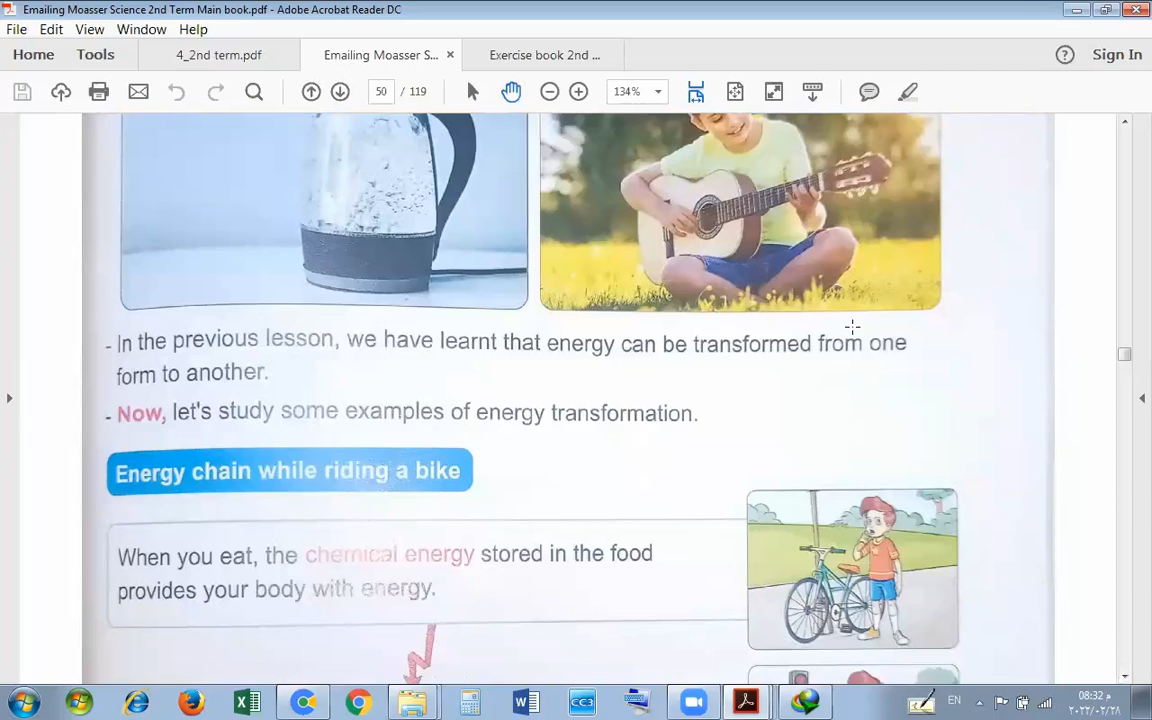 Emailing Moasser Science 2nd Term Main book.pdf - Adobe Acrobat Reader DC
File Edit View Window Help
Home Tools 4_2nd term.pdf Emailing Moasser S... × Exercise book 2nd ... ? Sign In
50 / 119 134%
- In the previous lesson, we have learnt that energy can be transformed from one
form to another.
- Now, let's study some examples of energy transformation.
Energy chain while riding a bike
When you eat, the chemical energy stored in the food
provides your body with energy.
CC3 EN 08:32 م
٢٠٢٢/٠٢/٢٨